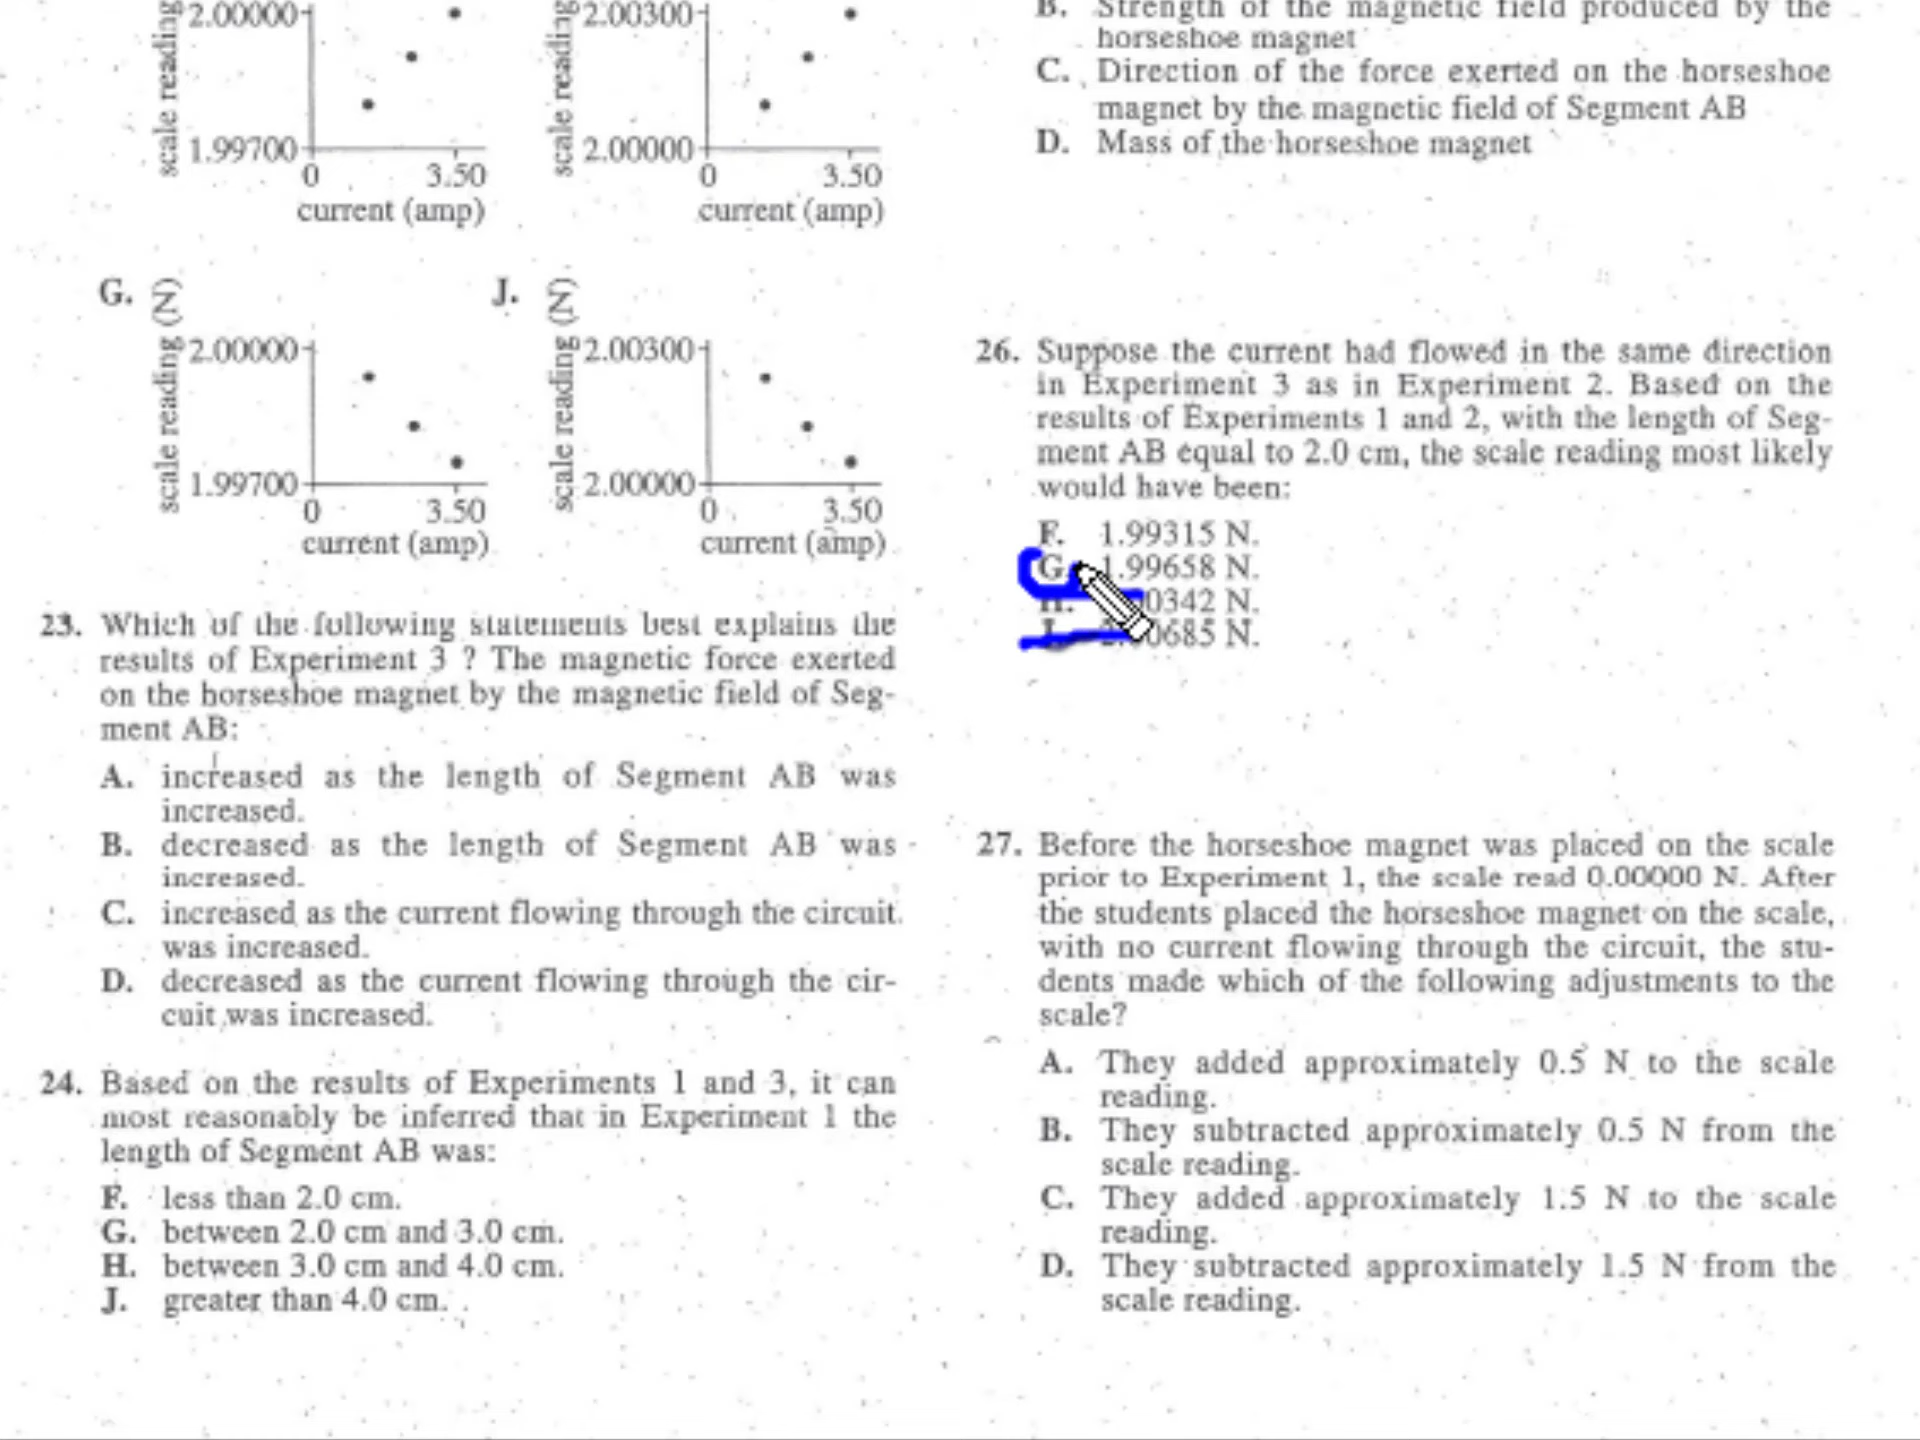 2.00000
scale reading
1.99700
0 3.50
current (amp)
2.00300
scale reading
2.00000
0 3.50
current (amp)
G.
scale reading (N)
2.00000
1.99700
0 3.50
current (amp)
J.
scale reading (N)
2.00300
2.00000
0 3.50
current (amp)
23. Which of the following statements best explains the
results of Experiment 3 ? The magnetic force exerted
on the horseshoe magnet by the magnetic field of Seg-
ment AB:
A. increased as the length of Segment AB was
increased.
B. decreased as the length of Segment AB was
increased.
C. increased as the current flowing through the circuit
was increased.
D. decreased as the current flowing through the cir-
cuit was increased.
24. Based on the results of Experiments 1 and 3, it can
most reasonably be inferred that in Experiment 1 the
length of Segment AB was:
F. less than 2.0 cm.
G. between 2.0 cm and 3.0 cm.
H. between 3.0 cm and 4.0 cm.
J. greater than 4.0 cm.
B. Strength of the magnetic field produced by the
horseshoe magnet
C. Direction of the force exerted on the horseshoe
magnet by the magnetic field of Segment AB
D. Mass of the horseshoe magnet
26. Suppose the current had flowed in the same direction
in Experiment 3 as in Experiment 2. Based on the
results of Experiments 1 and 2, with the length of Seg-
ment AB equal to 2.0 cm, the scale reading most likely
would have been:
F. 1.99315 N.
G. 1.99658 N.
H. 0342 N.
0685 N.
27. Before the horseshoe magnet was placed on the scale
prior to Experiment 1, the scale read 0.00000 N. After
the students placed the horseshoe magnet on the scale,
with no current flowing through the circuit, the stu-
dents made which of the following adjustments to the
scale?
A. They added approximately 0.5 N to the scale
reading.
B. They subtracted approximately 0.5 N from the
scale reading.
C. They added approximately 1.5 N to the scale
reading.
D. They subtracted approximately 1.5 N from the
scale reading.